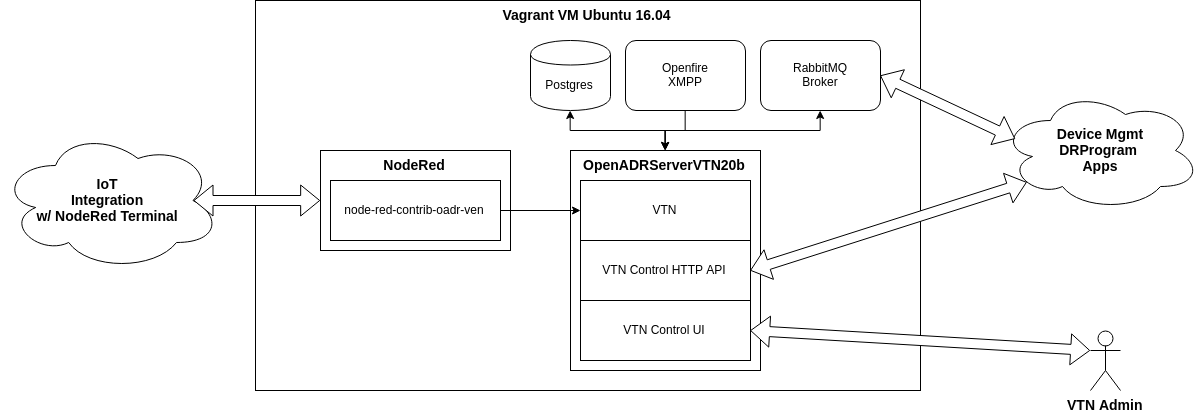 Vagrant VM Ubuntu 16.04
Postgres
Openfire
XMPP
RabbitMQ
Broker
Device Mgmt
DRProgram
Apps
IoT
Integration
w/ NodeRed Terminal
NodeRed
node-red-contrib-oadr-ven
OpenADRServerVTN20b
VTN
VTN Control HTTP API
VTN Control UI
VTN Admin